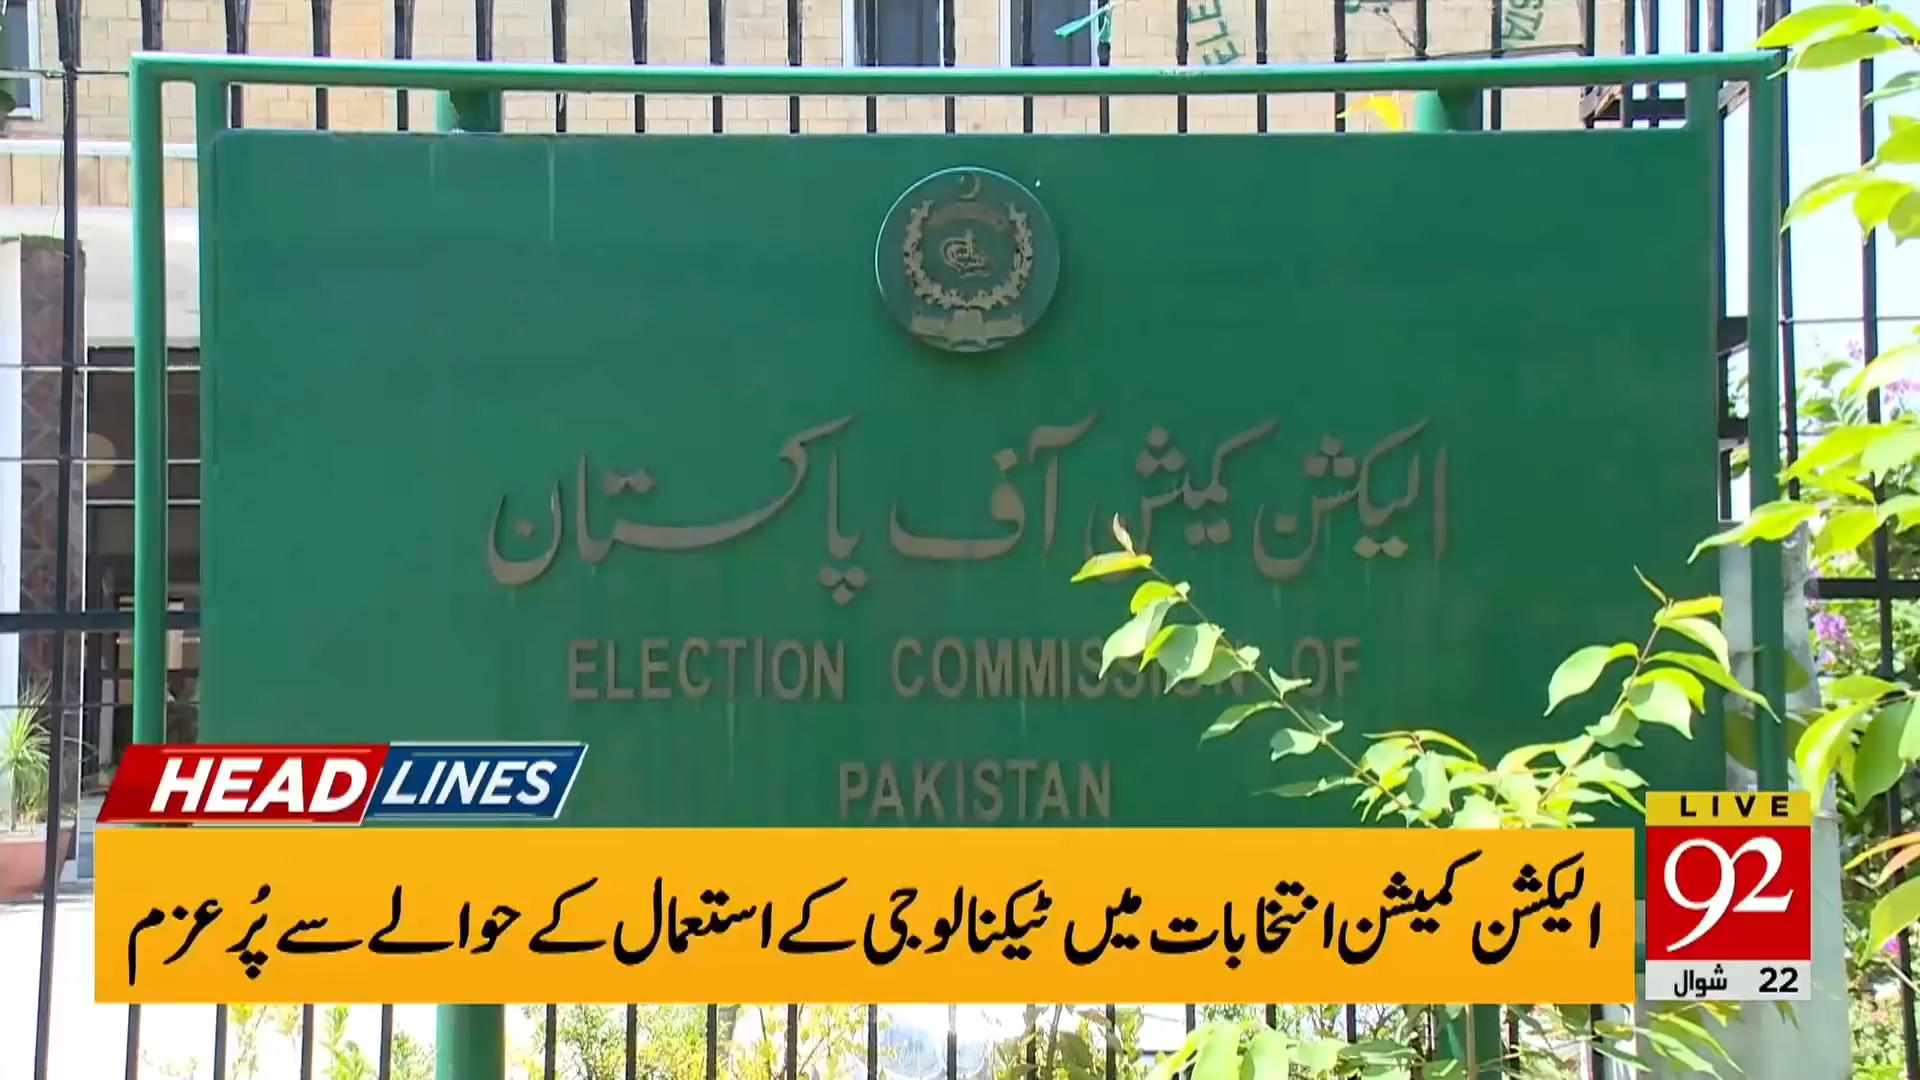 الیکشن کمیشن آف پاکستان
ELECTION COMMISSION OF
PAKISTAN
HEADLINES
الیکشن کمیشن انتخابات میں ٹیکنالوجی کے استعمال کے حوالے سے پُرعزم
LIVE
92
22 شوال